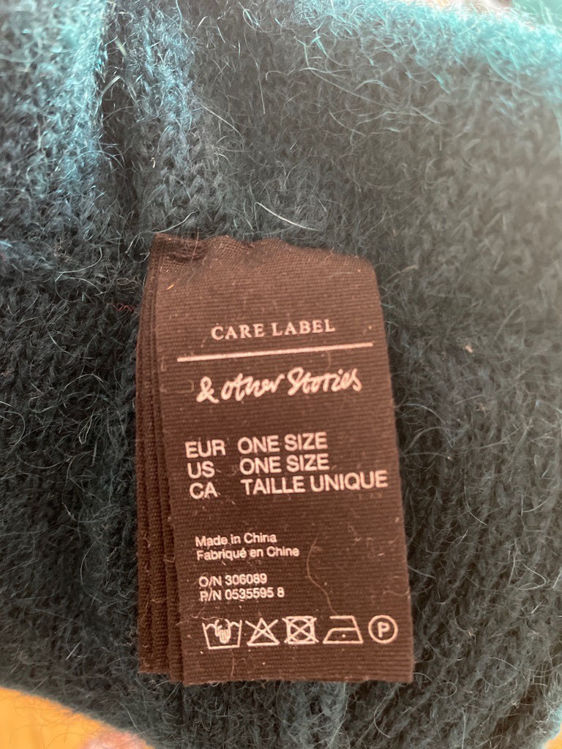 CARE LABEL
& other Stories
EUR ONE SIZE
US ONE SIZE
CA TAILLE UNIQUE
Made in China
Fabriqué en Chine
O/N 306089
P/N 0535595 8
P